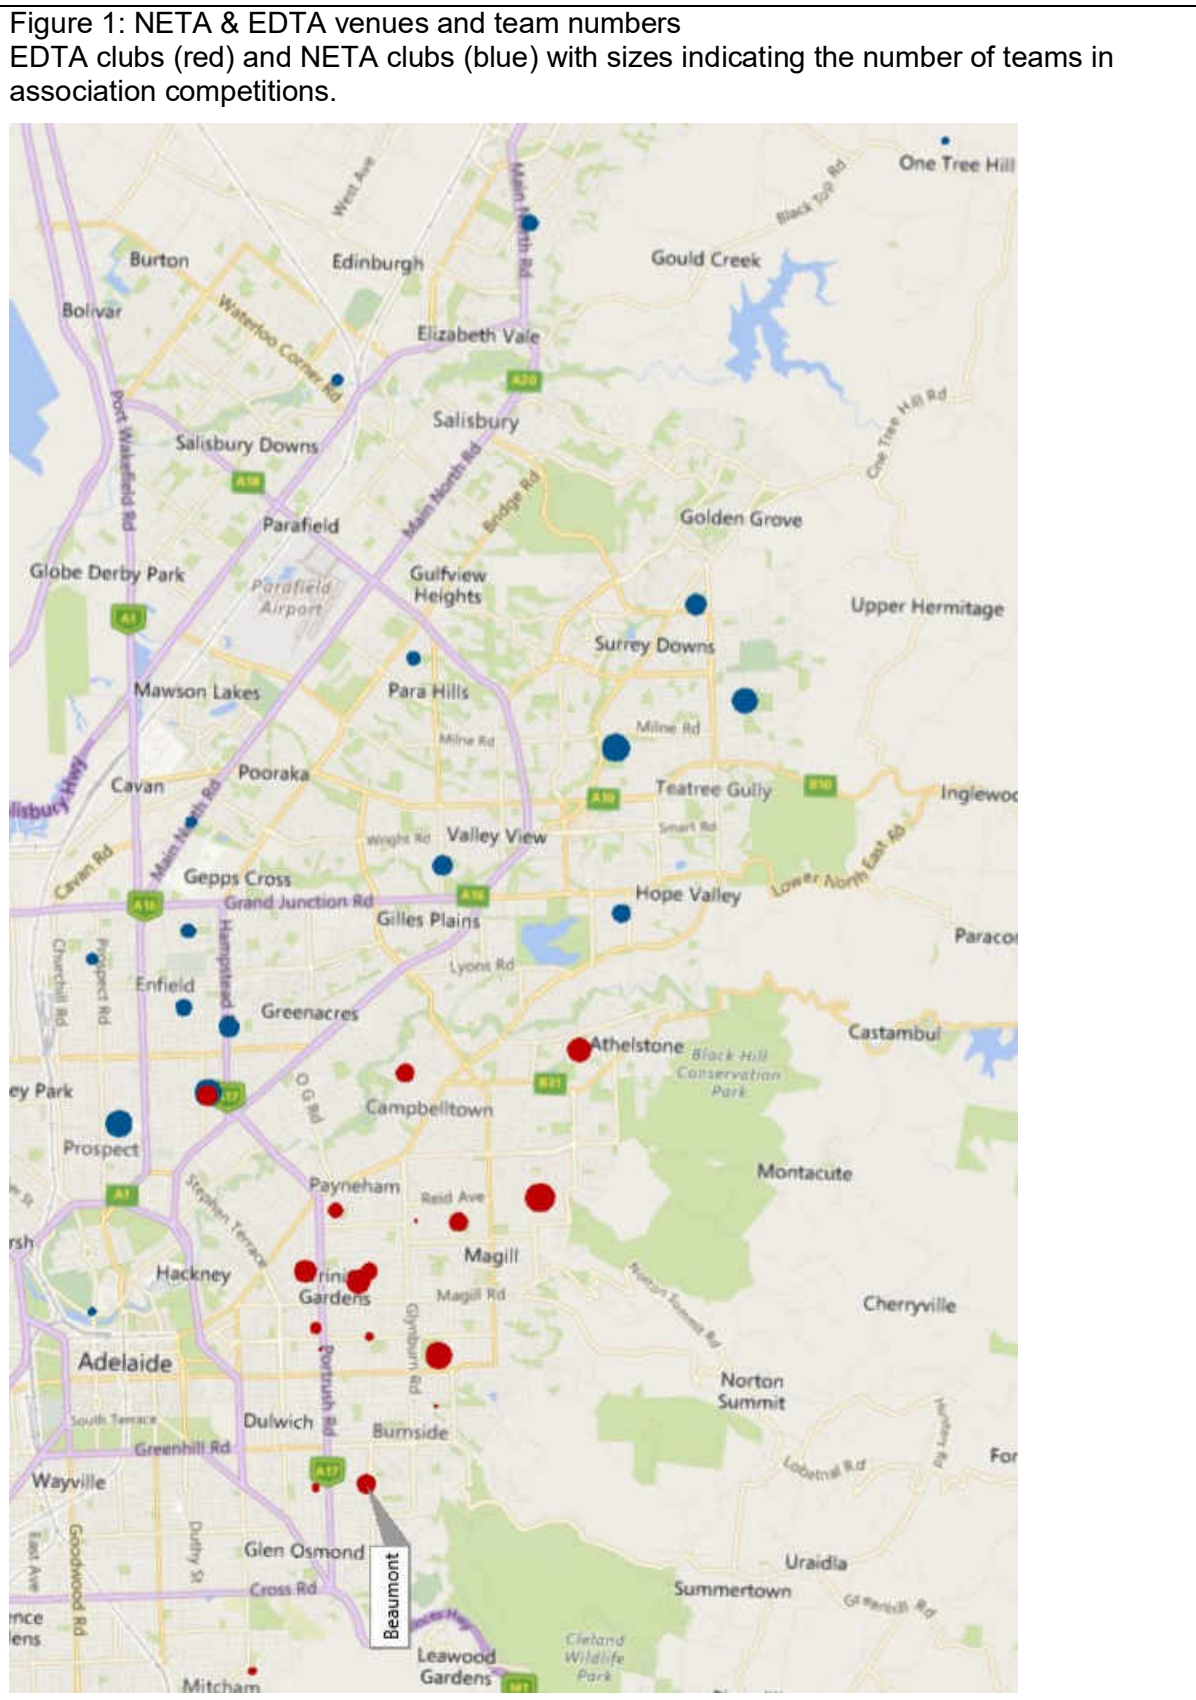 Figure 1: NETA & EDTA venues and team numbers
EDTA clubs (red) and NETA clubs (blue) with sizes indicating the number of teams in
association competitions.
One Tree Hill
West Ave
Black Top Rd
Main North Rd
Burton
Edinburgh
Gould Creek
Bolivar
Waterloo Corner Rd
Elizabeth Vale
A20
One Tree Hill Rd
Port Wakefield Rd
Salisbury
Salisbury Downs
Main North Rd
A18
Bridge Rd
Parafield
Golden Grove
Globe Derby Park
Parafield
Airport
Gulfview
Heights
A1
Upper Hermitage
Surrey Downs
Mawson Lakes
Para Hills
Milne Rd
Milne Rd
Cavan
Pooraka
Teatree Gully
B10
A10
Inglewoo
lisbury Hwy
Main North Rd
Wright Rd
Valley View
Smart Rd
Lower North East Rd
Cavan Rd
Gepps Cross
Grand Junction Rd
A16
A16
Hope Valley
Gilles Plains
Paraco
Churchill Rd
Prospect Rd
Hampstead
Lyons Rd
Enfield
Greenacres
Castambul
Athelstone
Black Hill
Conservation
Park
ey Park
A17
O G Rd
B31
Campbelltown
Prospect
Montacute
A1
Stephen Terrace
Payneham
Reid Ave
rsh
Magill
Hackney
Trini
Gardens
Magill Rd
Norton Summit Rd
Cherryville
Glynburn Rd
Adelaide
Portrush Rd
Norton
Summit
South Terrace
Dulwich
Burnside
Greenhill Rd
Lobethal Rd
For
Wayville
A17
East Ave
Goodwood Rd
Duthy St
Glen Osmond
Beaumont
Uraidla
Cross Rd
Summertown
Greenhill Rd
nce
ens
Leawood
Gardens
Cleland
Wildlife
Park
Mitcham
M1